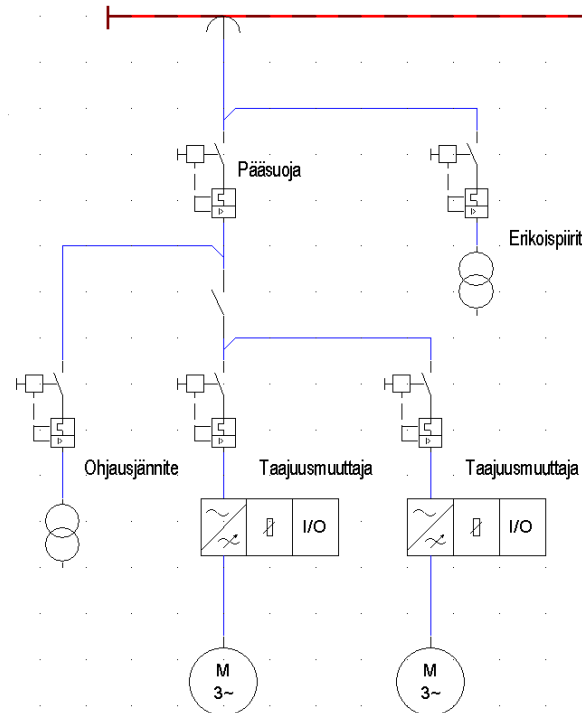 Pääsuoja
Erikoispiirit
Ohjausjännite
Taajuusmuuttaja
Taajuusmuuttaja
I/O
I/O
M
3~
M
3~